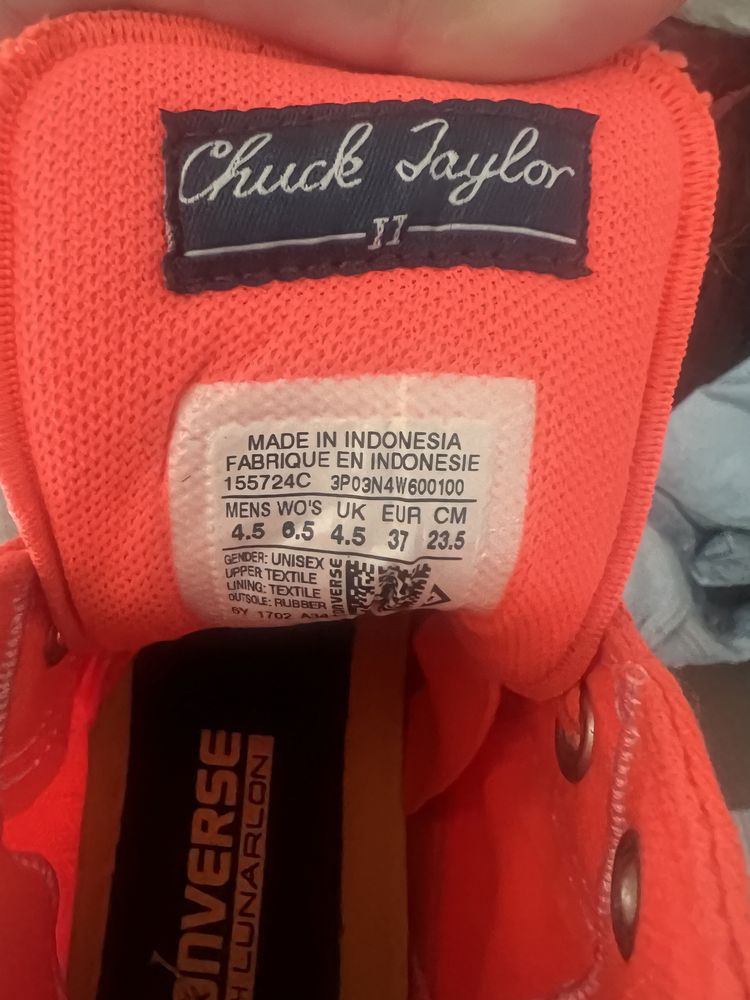 Chuck Taylor
II
MADE IN INDONESIA
FABRIQUE EN INDONESIE
155724C 3P03N4W600100
MENS WO'S UK EUR CM
4.5 6.5 4.5 37 23.5
GENDER: UNISEX
UPPER TEXTILE
LINING: TEXTILE
OUTSOLE: RUBBER
1702
CONVERSE
LUNARLON